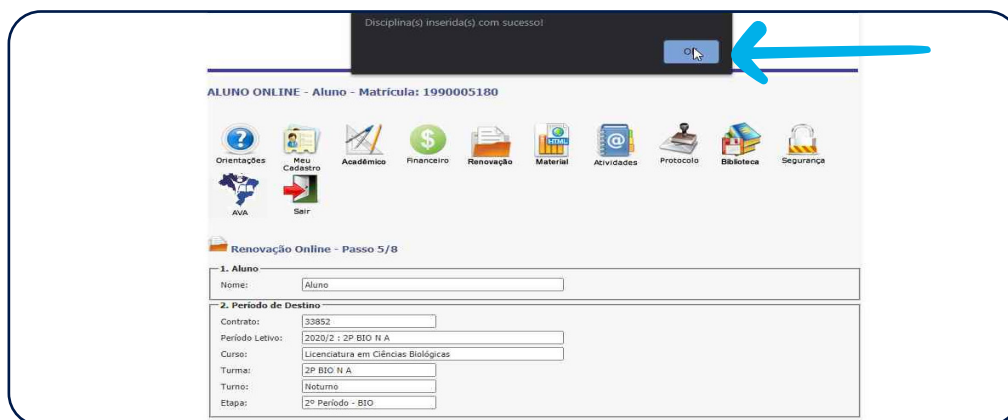 Disciplina(s) inserida(s) com sucesso!
ALUNO ONLINE - Aluno - Matrícula: 1990005180
HTML
Orientações Meu Cadastro Acadêmico Financeiro Renovação Material Atividades Protocolo Biblioteca Segurança
AVA Sair
Renovação Online - Passo 5/8
1. Aluno
Nome: Aluno
2. Período de Destino
Contrato: 33852
Período Letivo: 2020/2 : 2P BIO N A
Curso: Licenciatura em Ciências Biológicas
Turma: 2P BIO N A
Turno: Noturno
Etapa: 2º Período - BIO